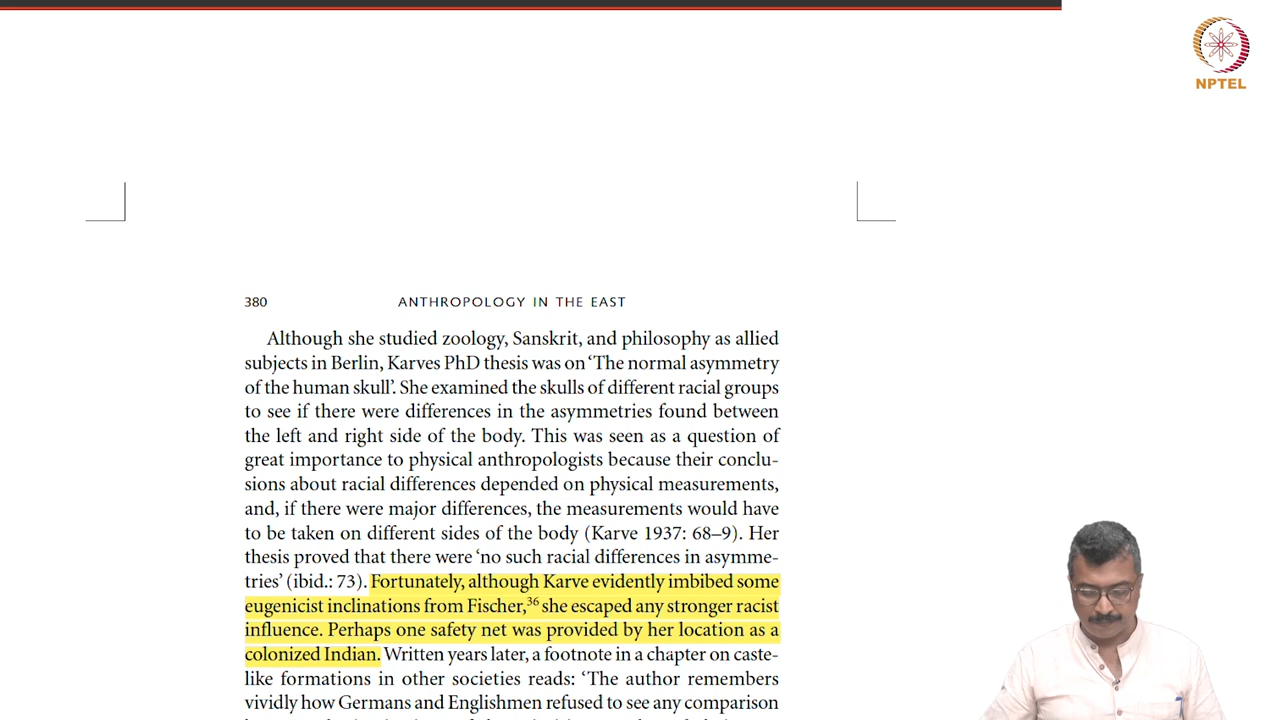 NPTEL
380 ANTHROPOLOGY IN THE EAST
Although she studied zoology, Sanskrit, and philosophy as allied
subjects in Berlin, Karves PhD thesis was on ‘The normal asymmetry
of the human skull’. She examined the skulls of different racial groups
to see if there were differences in the asymmetries found between
the left and right side of the body. This was seen as a question of
great importance to physical anthropologists because their conclu-
sions about racial differences depended on physical measurements,
and, if there were major differences, the measurements would have
to be taken on different sides of the body (Karve 1937: 68–9). Her
thesis proved that there were ‘no such racial differences in asymme-
tries’ (ibid.: 73). Fortunately, although Karve evidently imbibed some
eugenicist inclinations from Fischer,³⁶ she escaped any stronger racist
influence. Perhaps one safety net was provided by her location as a
colonized Indian. Written years later, a footnote in a chapter on caste-
like formations in other societies reads: ‘The author remembers
vividly how Germans and Englishmen refused to see any comparison